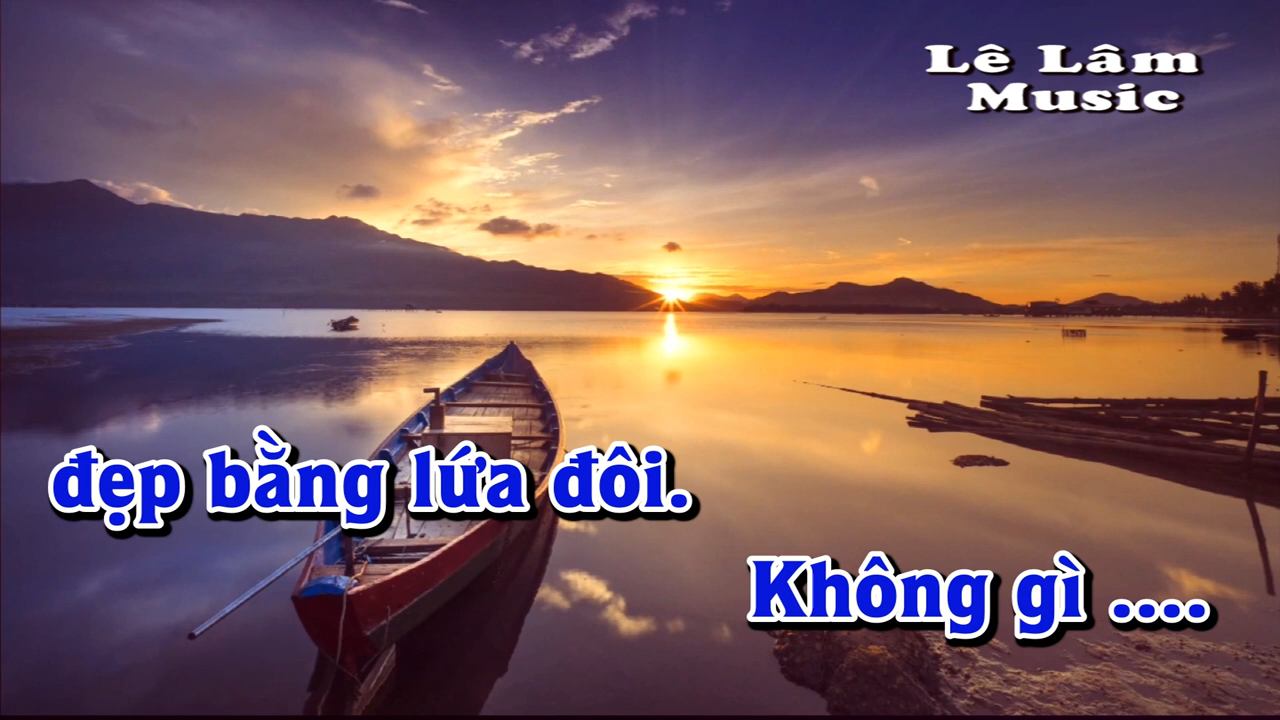 Lê Lâm
Music
đẹp bằng lứa đôi.
Không gì ....